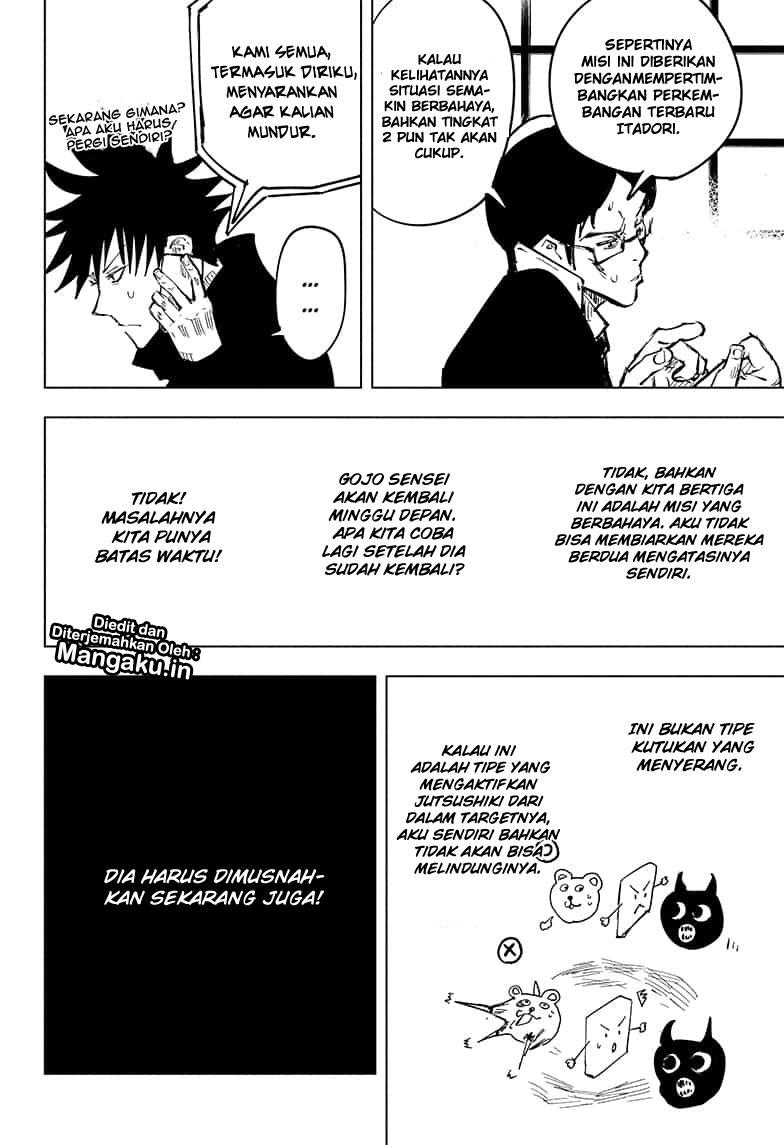 SEPERTINYA
MISI INI DIBERIKAN
DENGANMEMPERTIM-
BANGKAN PERKEM-
BANGAN TERBARU
ITADORI.
KALAU
KELIHATANNYA
SITUASI SEMA-
KIN BERBAHAYA,
BAHKAN TINGKAT
2 PUN TAK AKAN
CUKUP.
KAMI SEMUA,
TERMASUK DIRIKU,
MENYARANKAN
AGAR KALIAN
MUNDUR.
SEKARANG GIMANA?
APA AKU HARUS
PERGI SENDIRI?
...
...
TIDAK, BAHKAN
DENGAN KITA BERTIGA
INI ADALAH MISI YANG
BERBAHAYA. AKU TIDAK
BISA MEMBIARKAN MEREKA
BERDUA MENGATASINYA
SENDIRI.
GOJO SENSEI
AKAN KEMBALI
MINGGU DEPAN.
APA KITA COBA
LAGI SETELAH DIA
SUDAH KEMBALI?
TIDAK!
MASALAHNYA
KITA PUNYA
BATAS WAKTU!
Diedit dan
Diterjemahkan Oleh :
Mangaku.in
INI BUKAN TIPE
KUTUKAN YANG
MENYERANG.
KALAU INI
ADALAH TIPE YANG
MENGAKTIFKAN
JUTSUSHIKI DARI
DALAM TARGETNYA,
AKU SENDIRI BAHKAN
TIDAK AKAN BISA
MELINDUNGINYA.
DIA HARUS DIMUSNAH-
KAN SEKARANG JUGA!